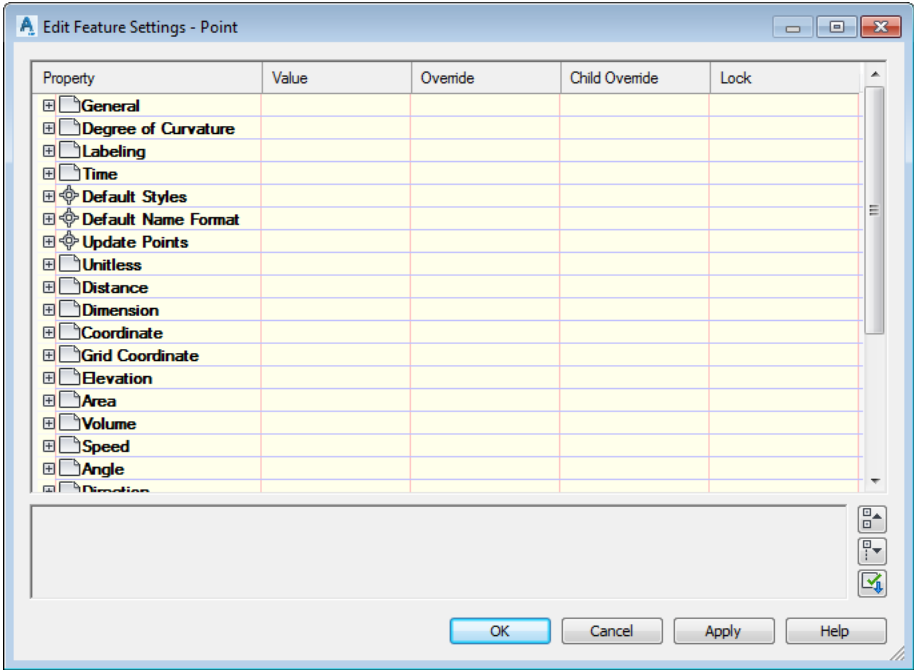 Edit Feature Settings - Point
Property Value Override Child Override Lock
General
Degree of Curvature
Labeling
Time
Default Styles
Default Name Format
Update Points
Unitless
Distance
Dimension
Coordinate
Grid Coordinate
Elevation
Area
Volume
Speed
Angle
Direction
OK Cancel Apply Help